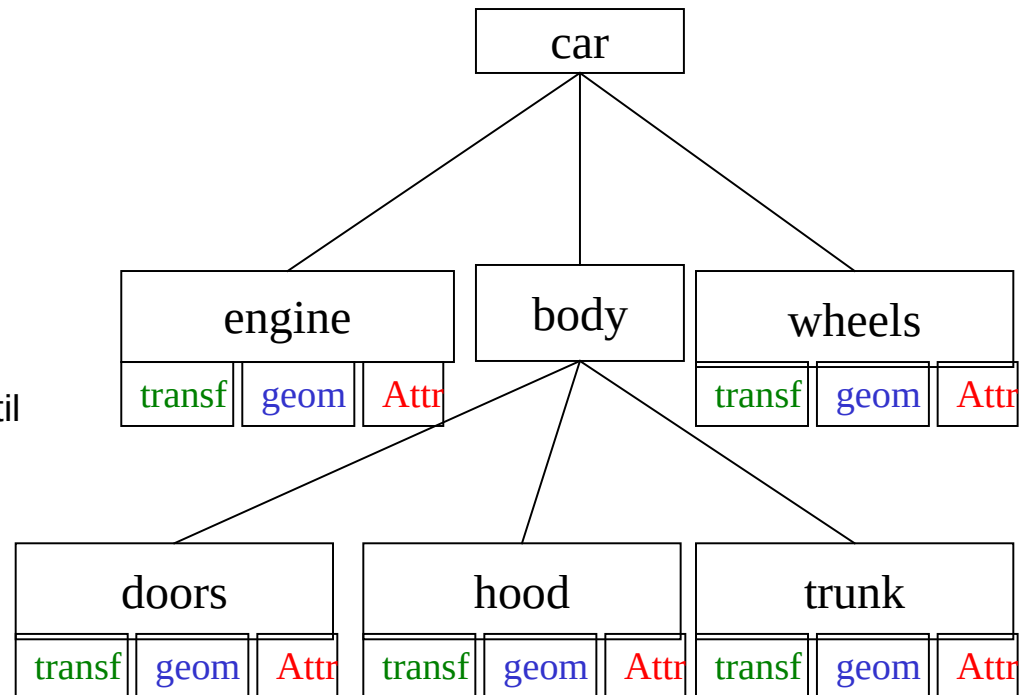 car
engine
body
wheels
transf geom Attr
transf geom Attr
til
doors
hood
trunk
transf geom Attr
transf geom Attr
transf geom Attr